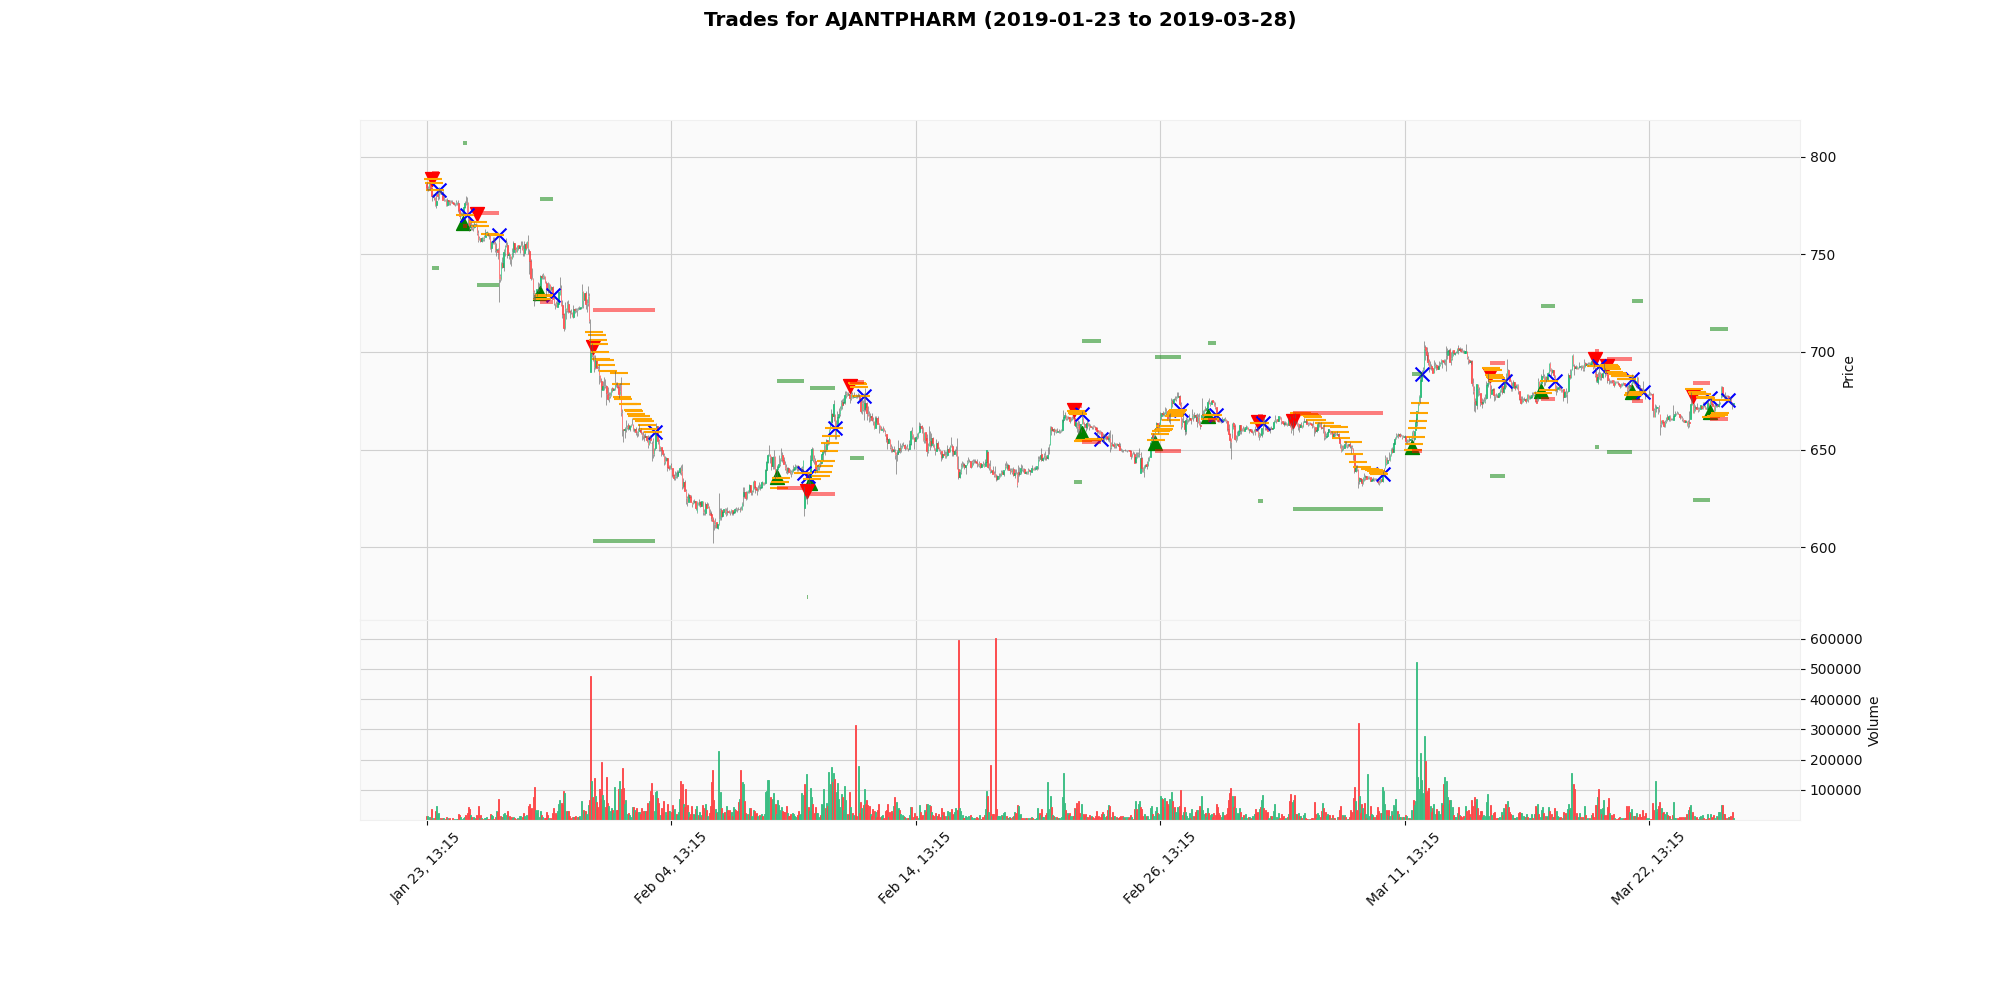 Trades for AJANTPHARM (2019-01-23 to 2019-03-28)
800
750
700
650
600
Price
600000
500000
400000
300000
200000
100000
Volume
Jan 23, 13:15
Feb 04, 13:15
Feb 14, 13:15
Feb 26, 13:15
Mar 11, 13:15
Mar 22, 13:15